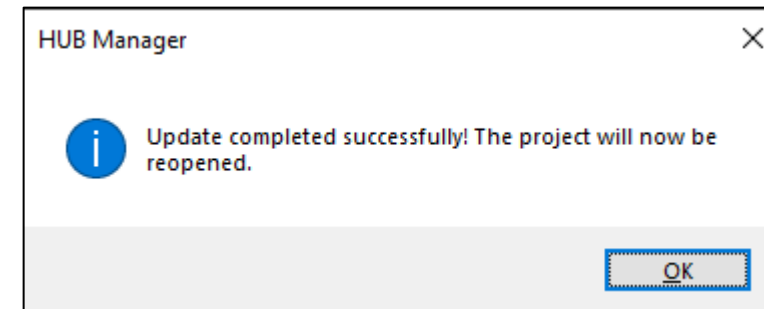 HUB Manager
Update completed successfully! The project will now be
reopened.
OK